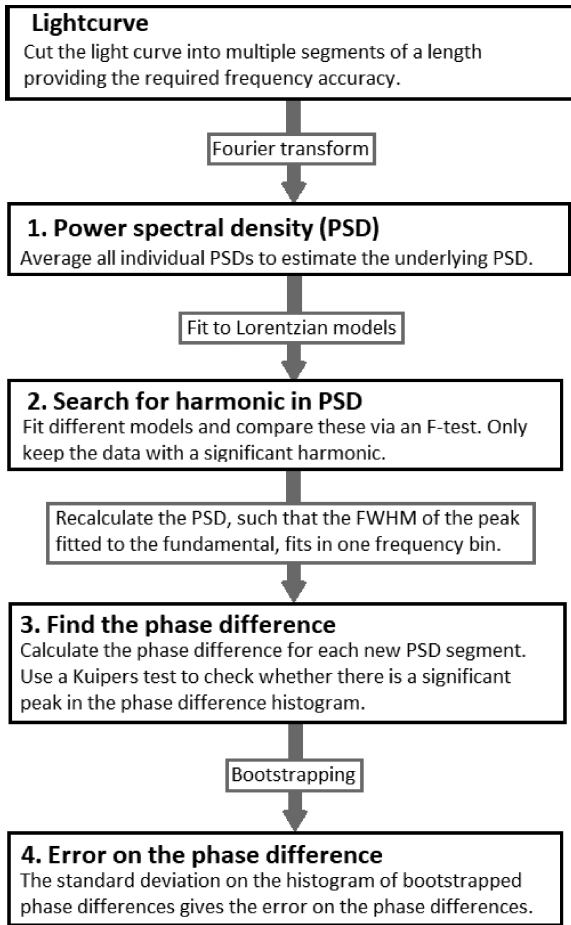 Lightcurve
Cut the light curve into multiple segments of a length
providing the required frequency accuracy.
Fourier transform
1. Power spectral density (PSD)
Average all individual PSDs to estimate the underlying PSD.
Fit to Lorentzian models
2. Search for harmonic in PSD
Fit different models and compare these via an F-test. Only
keep the data with a significant harmonic.
Recalculate the PSD, such that the FWHM of the peak
fitted to the fundamental, fits in one frequency bin.
3. Find the phase difference
Calculate the phase difference for each new PSD segment.
Use a Kuipers test to check whether there is a significant
peak in the phase difference histogram.
Bootstrapping
4. Error on the phase difference
The standard deviation on the histogram of bootstrapped
phase differences gives the error on the phase differences.